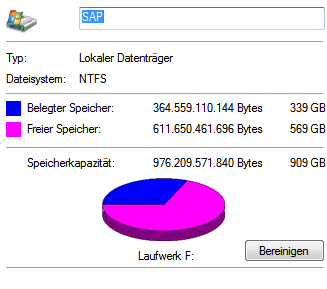 SAP
Typ: Lokaler Datenträger
Dateisystem: NTFS
Belegter Speicher: 364.559.110.144 Bytes 339 GB
Freier Speicher: 611.650.461.696 Bytes 569 GB
Speicherkapazität: 976.209.571.840 Bytes 909 GB
Laufwerk F:
Bereinigen